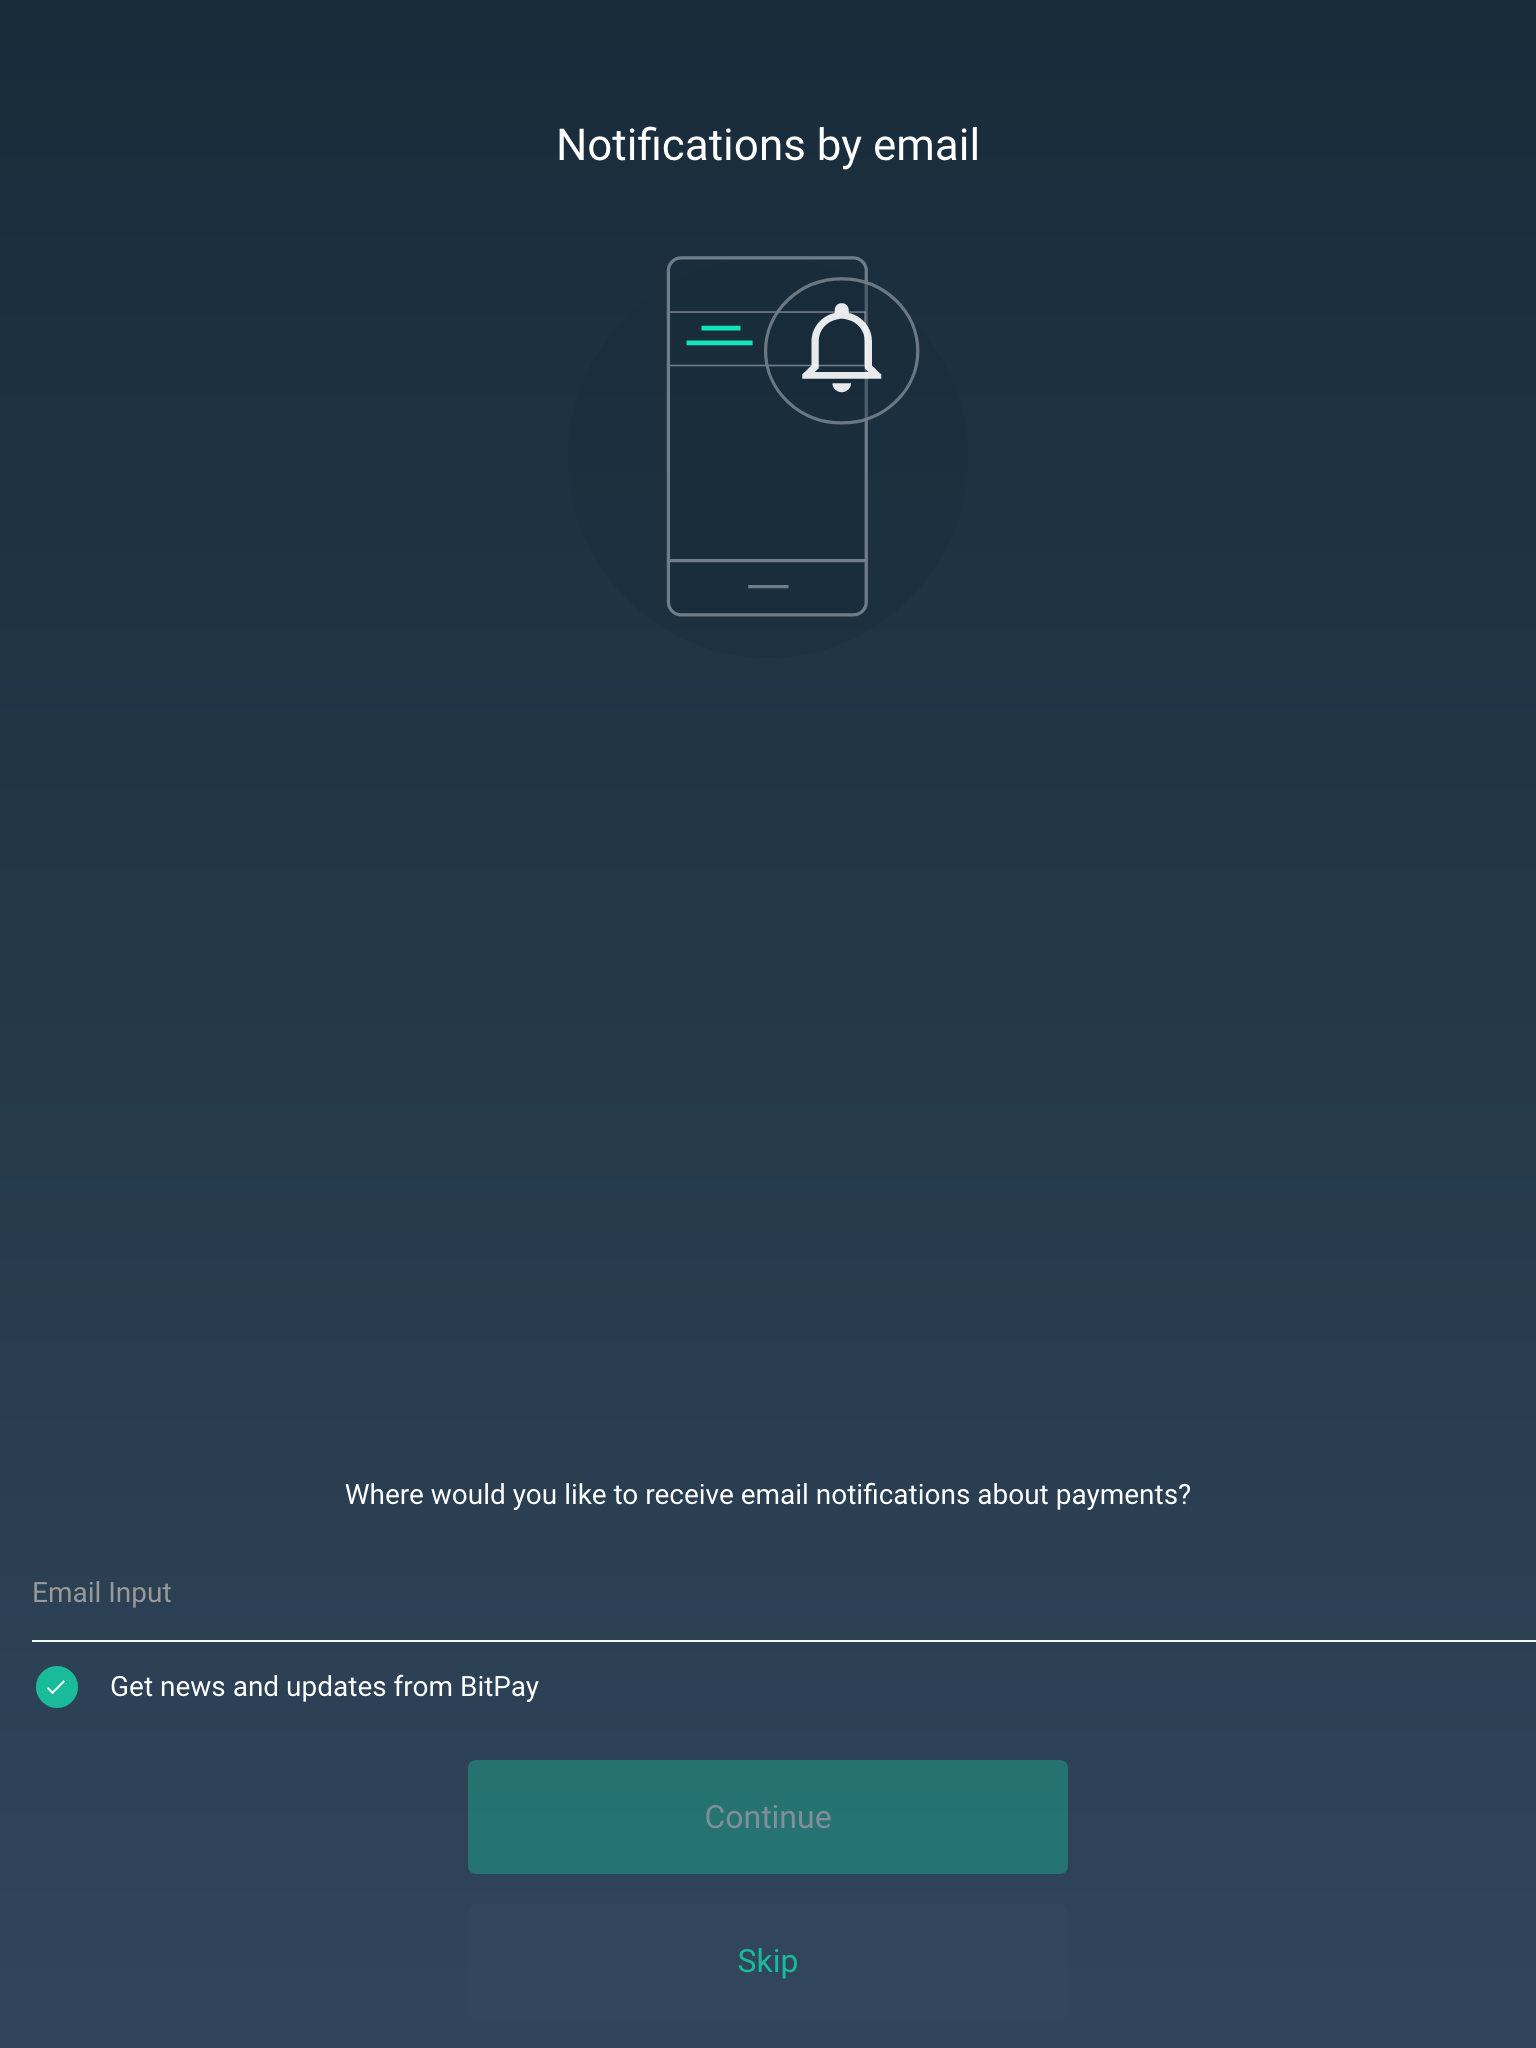 Notifications by email
Where would you like to receive email notifications about payments?
Email Input
Get news and updates from BitPay
Continue
Skip